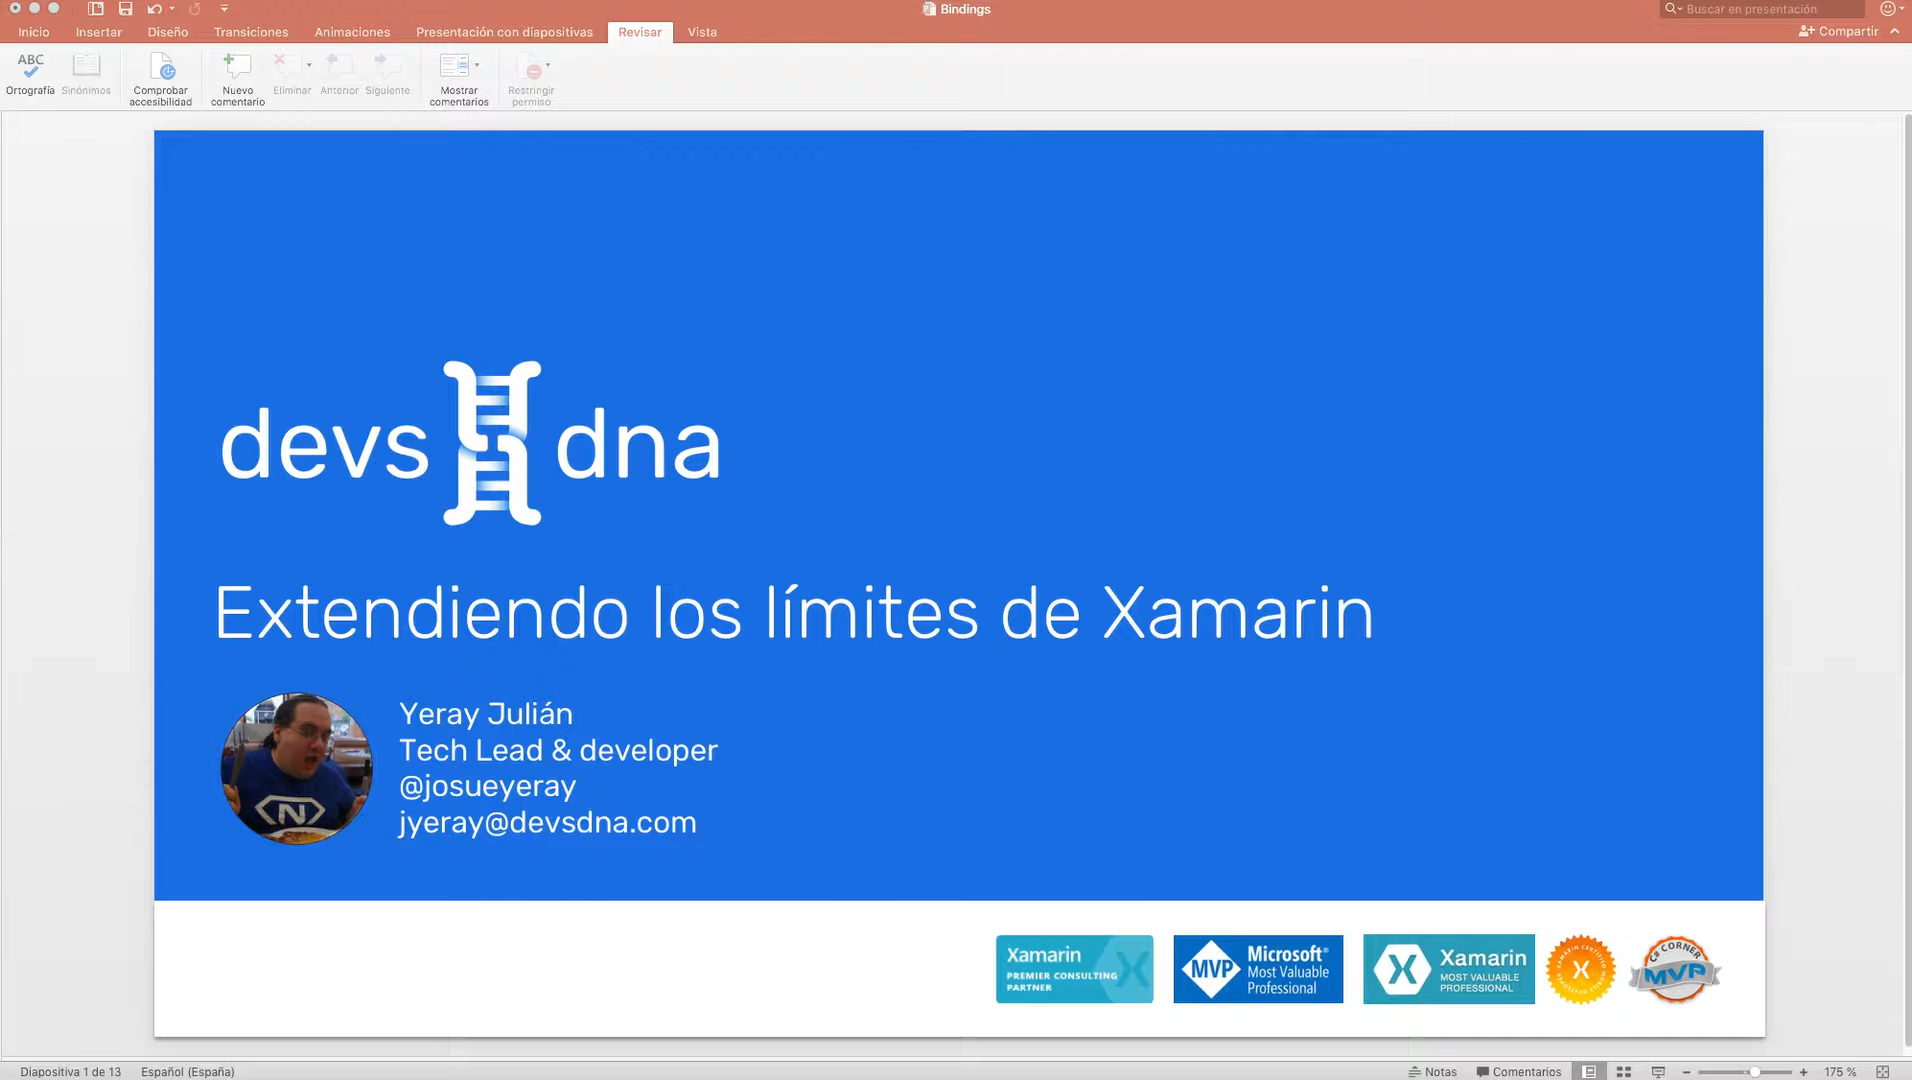 Bindings
Buscar en presentación
Inicio
Insertar
Diseño
Transiciones
Animaciones
Presentación con diapositivas
Revisar
Vista
Compartir
ABC
Ortografía
Sinónimos
Comprobar
accesibilidad
Nuevo
comentario
Eliminar
Anterior
Siguiente
Mostrar
comentarios
Restringir
permiso
devs dna
Extendiendo los límites de Xamarin
Yeray Julián
Tech Lead & developer
@josueyeray
jyeray@devsdna.com
N
Xamarin
PREMIER CONSULTING
PARTNER
MVP
Microsoft®
Most Valuable
Professional
X
Xamarin
MOST VALUABLE
PROFESSIONAL
X
C# CORNER
MVP
Diapositiva 1 de 13
Español (España)
Notas
Comentarios
175 %